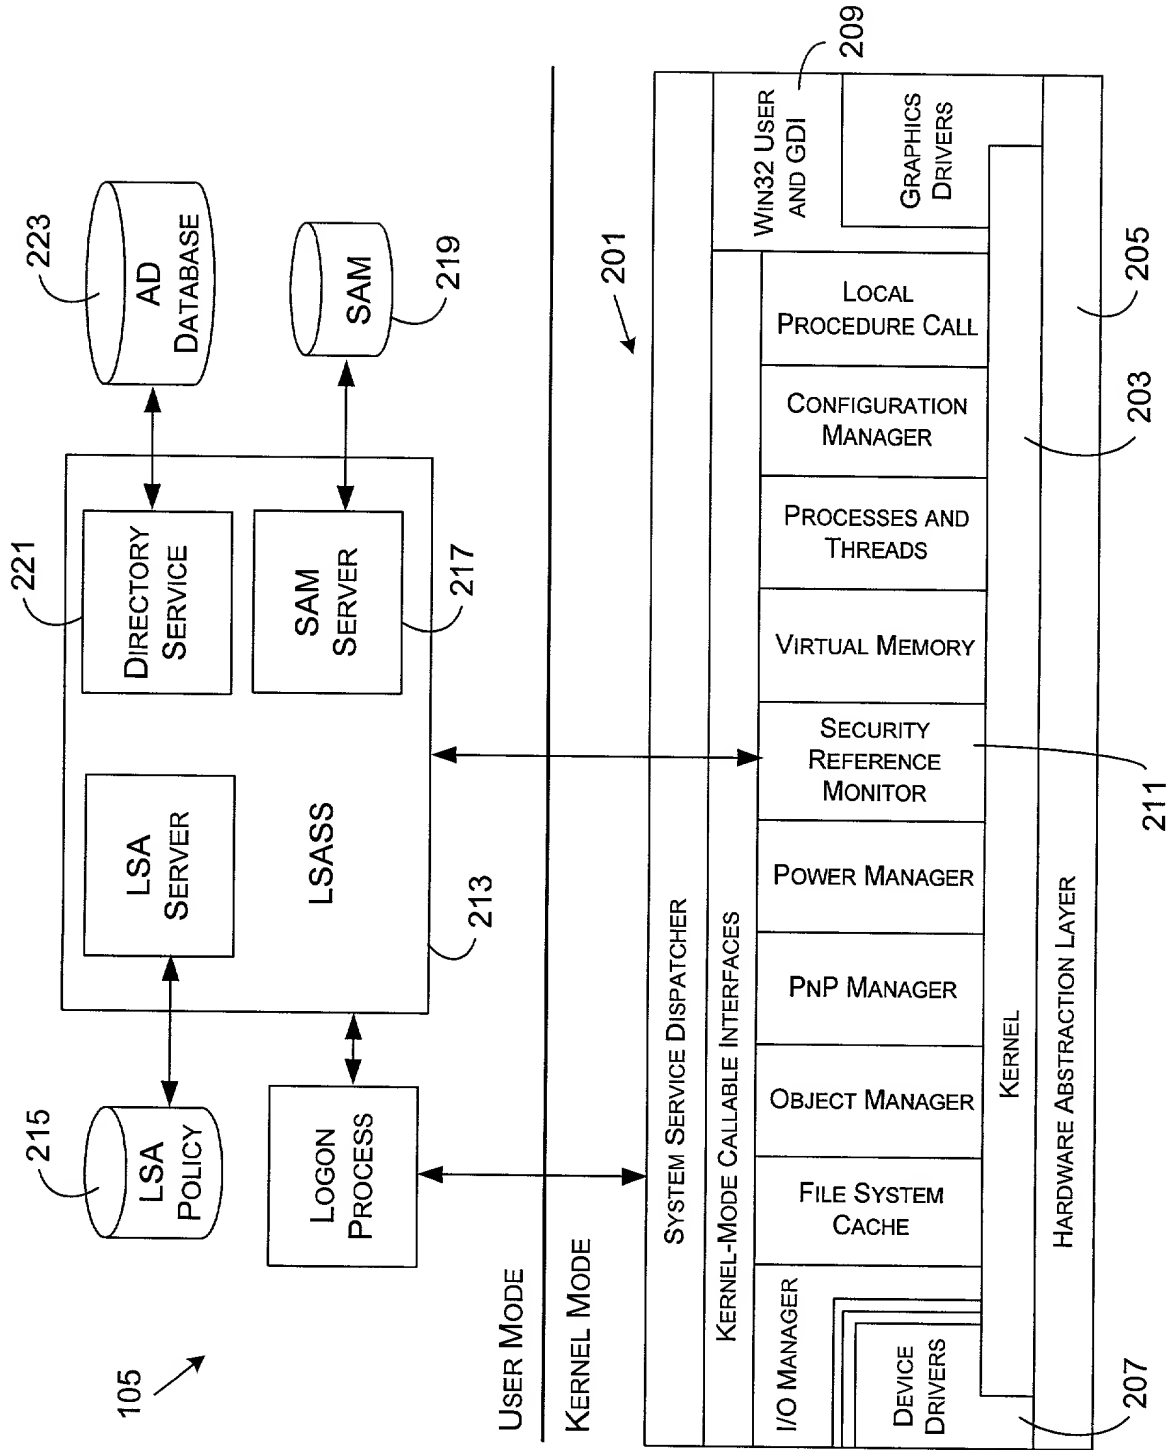 105
215
LSA
POLICY
LOGON
PROCESS
LSA
SERVER
213
LSASS
221
DIRECTORY
SERVICE
SAM
SERVER
217
223
AD
DATABASE
SAM
219
USER MODE
KERNEL MODE
201
SYSTEM SERVICE DISPATCHER
KERNEL-MODE CALLABLE INTERFACES
I/O MANAGER
DEVICE
DRIVERS
207
FILE SYSTEM
CACHE
OBJECT MANAGER
PNP MANAGER
POWER MANAGER
SECURITY
REFERENCE
MONITOR
211
VIRTUAL MEMORY
PROCESSES AND
THREADS
CONFIGURATION
MANAGER
LOCAL
PROCEDURE CALL
WIN32 USER
AND GDI
209
GRAPHICS
DRIVERS
KERNEL
203
HARDWARE ABSTRACTION LAYER
205